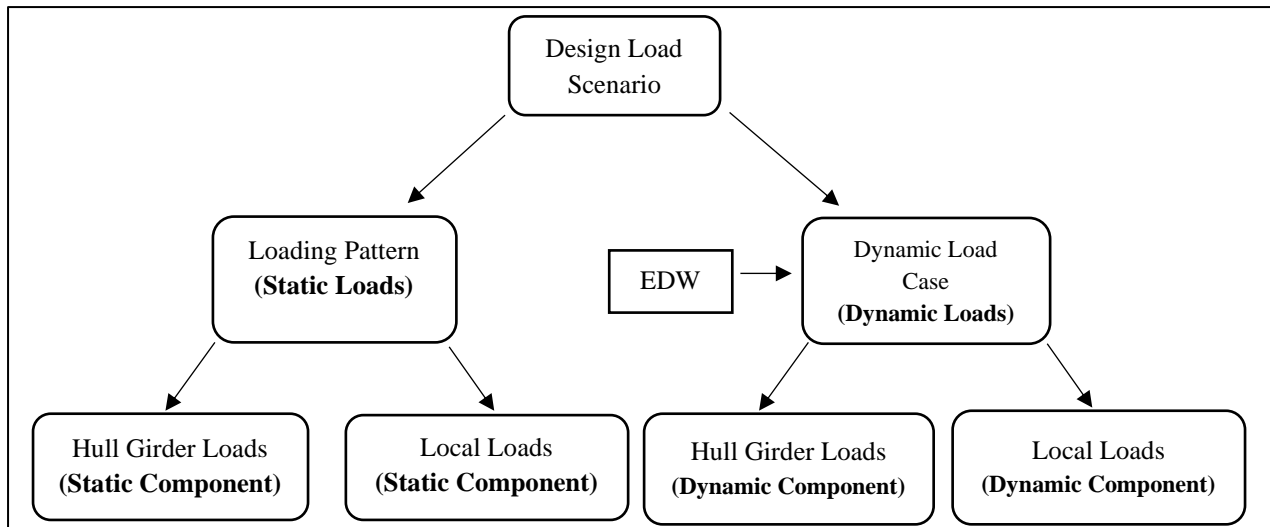 Design Load
Scenario
Loading Pattern
(Static Loads)
EDW
Dynamic Load
Case
(Dynamic Loads)
Hull Girder Loads
(Static Component)
Local Loads
(Static Component)
Hull Girder Loads
(Dynamic Component)
Local Loads
(Dynamic Component)